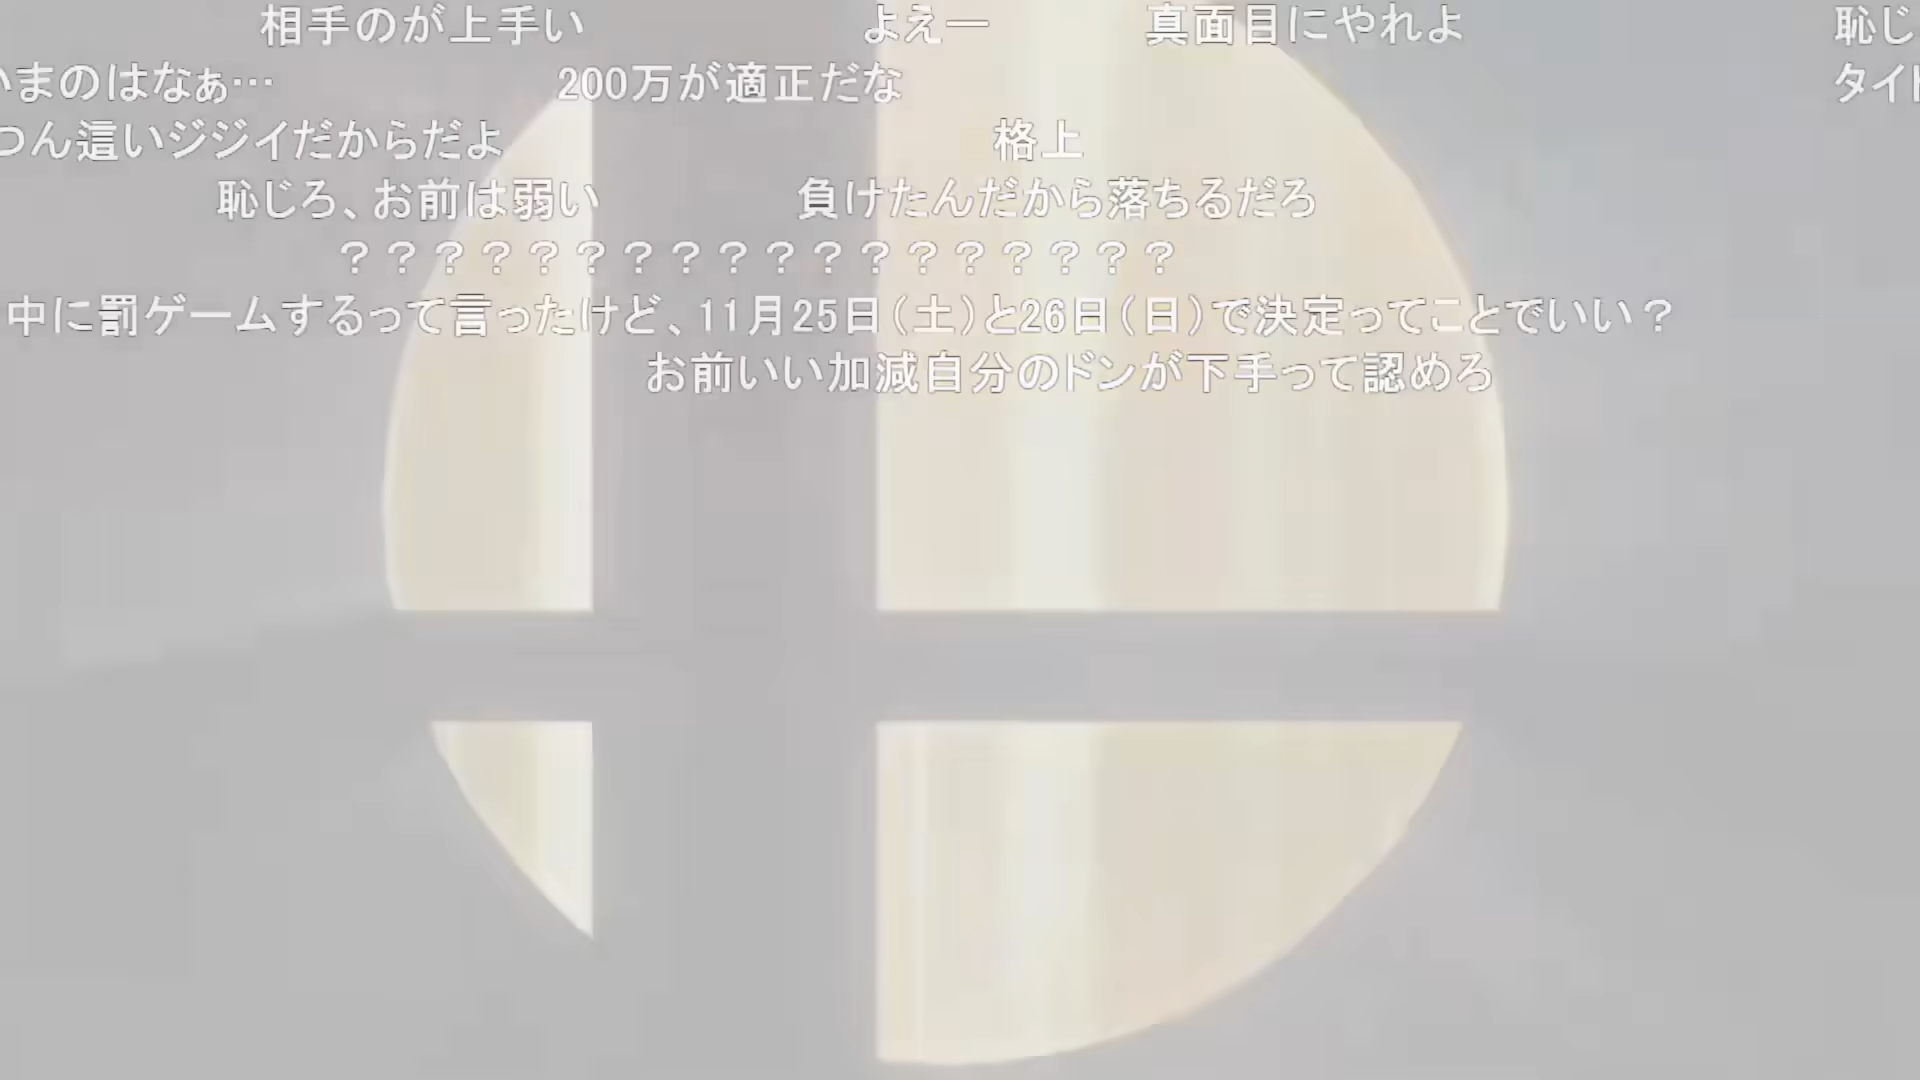 相手のが上手い よえー 真面目にやれよ 恥じ
いまのはなぁ… 200万が適正だな タイト
つん這いジジイだからだよ 格上
恥じろ、お前は弱い 負けたんだから落ちるだろ
？？？？？？？？？？？？？？？？？？
中に罰ゲームするって言ったけど、11月25日（土）と26日（日）で決定ってことでいい？
お前いい加減自分のドンが下手って認めろ